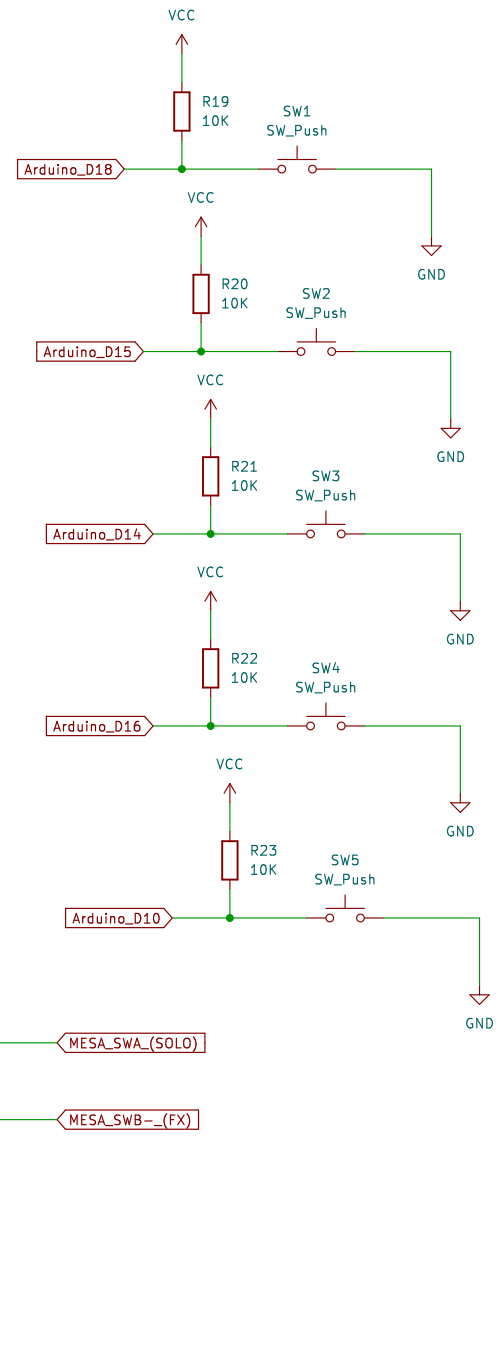 VCC
R19
10K
SW1
SW_Push
Arduino_D18
GND
VCC
R20
10K
SW2
SW_Push
Arduino_D15
GND
VCC
R21
10K
SW3
SW_Push
Arduino_D14
GND
VCC
R22
10K
SW4
SW_Push
Arduino_D16
GND
VCC
R23
10K
SW5
SW_Push
Arduino_D10
GND
MESA_SWA_(SOLO)
MESA_SWB-_(FX)